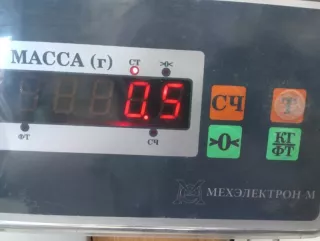 МАССА (г)
СТ >0<
0.5
СЧ Т
ФТ СЧ
>0< КГ
ФТ
МЕХЭЛЕКТРОН-М